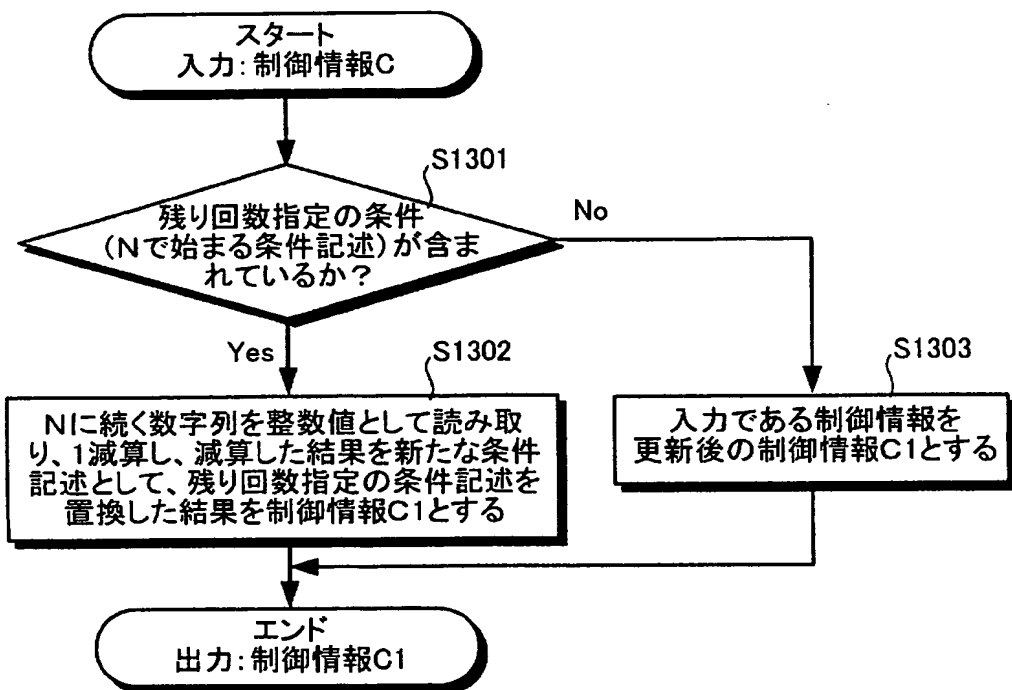 スタート
入力:制御情報C
S1301
残り回数指定の条件
(Nで始まる条件記述)が含ま
れているか?
No
Yes
S1302
Nに続く数字列を整数値として読み取
り、1減算し、減算した結果を新たな条件
記述として、残り回数指定の条件記述を
置換した結果を制御情報C1とする
S1303
入力である制御情報を
更新後の制御情報C1とする
エンド
出力:制御情報C1